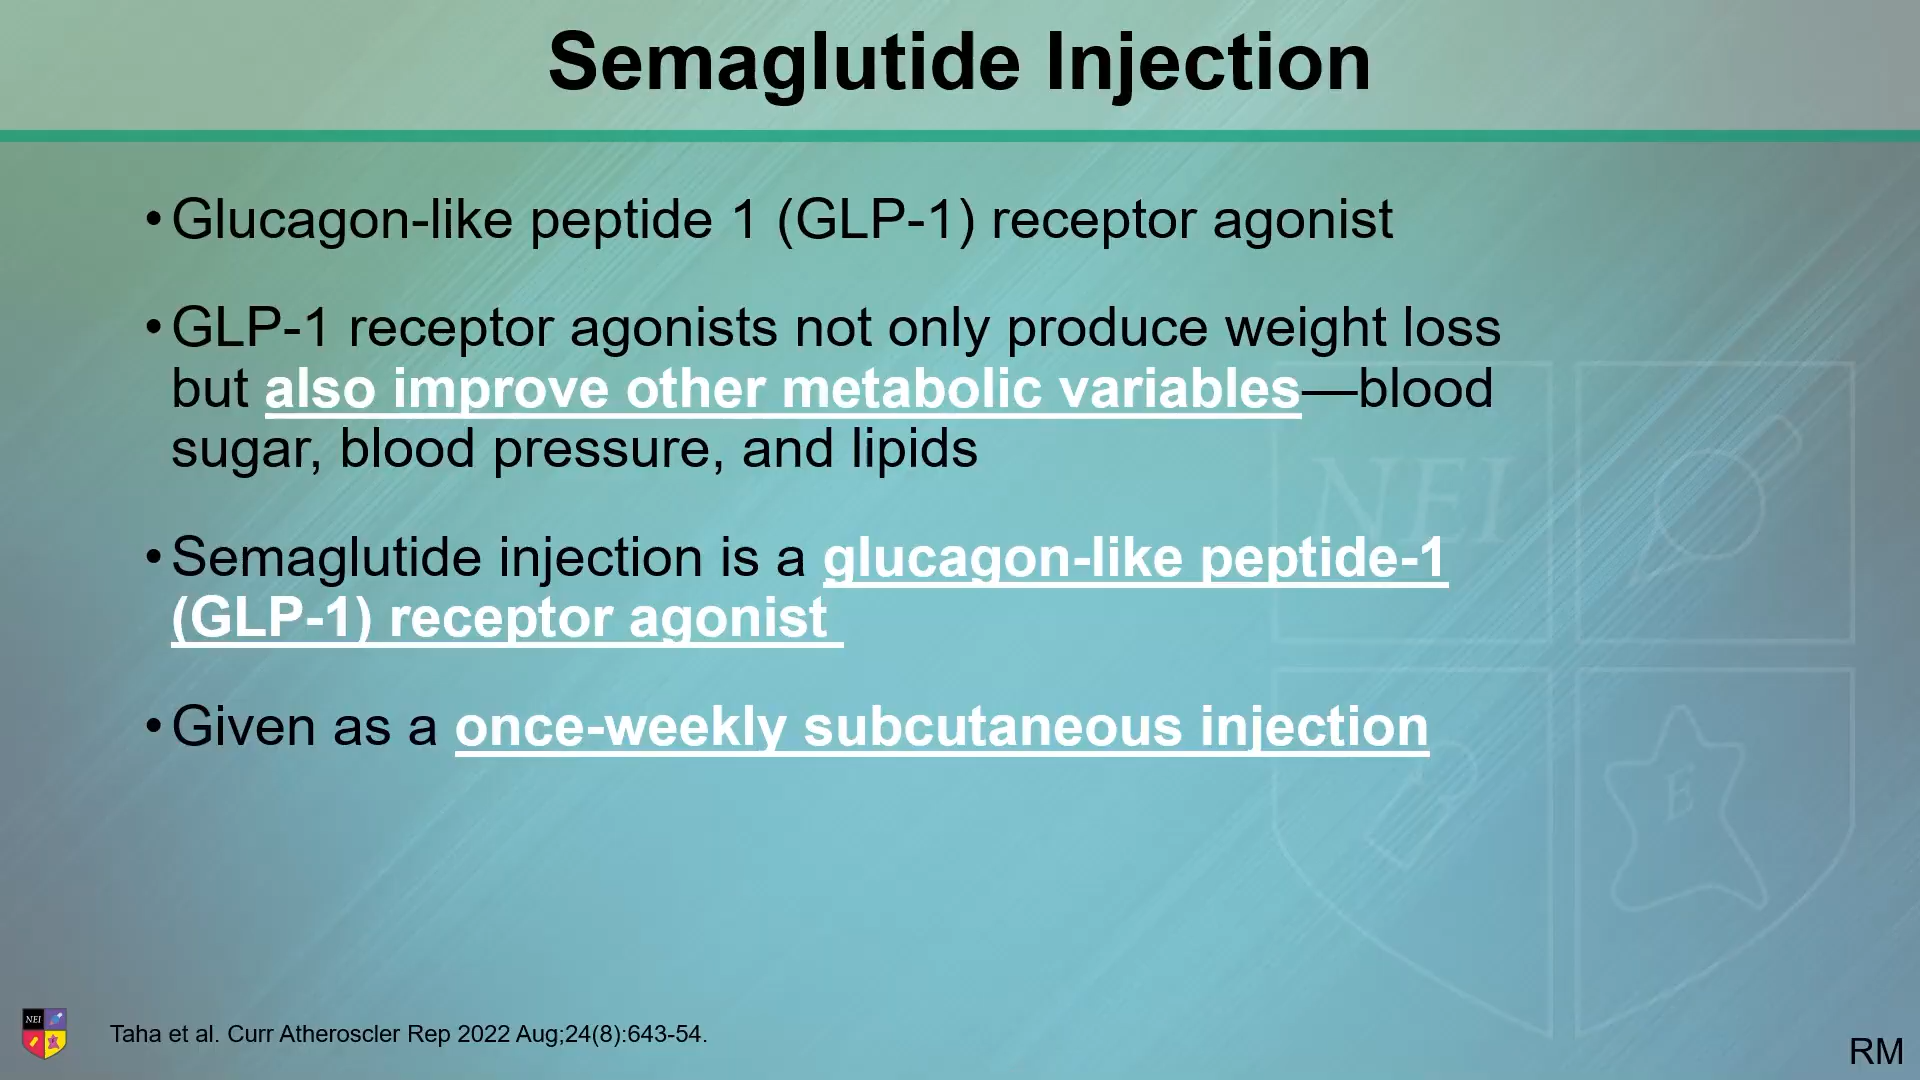 Semaglutide Injection
•Glucagon-like peptide 1 (GLP-1) receptor agonist
•GLP-1 receptor agonists not only produce weight loss
but also improve other metabolic variables—blood
sugar, blood pressure, and lipids
NEI
•Semaglutide injection is a glucagon-like peptide-1
(GLP-1) receptor agonist
•Given as a once-weekly subcutaneous injection
E
NEI
Taha et al. Curr Atheroscler Rep 2022 Aug;24(8):643-54.
RM